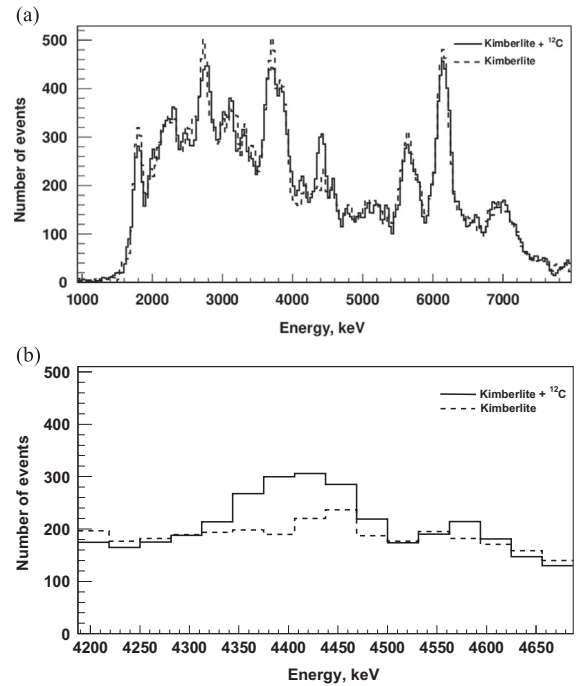 (a)
500
400
300
200
100
0
Number of events
Kimberlite + ¹²C
Kimberlite
1000 2000 3000 4000 5000 6000 7000
Energy, keV
(b)
500
400
300
200
100
0
Number of events
Kimberlite + ¹²C
Kimberlite
4200 4250 4300 4350 4400 4450 4500 4550 4600 4650
Energy, keV